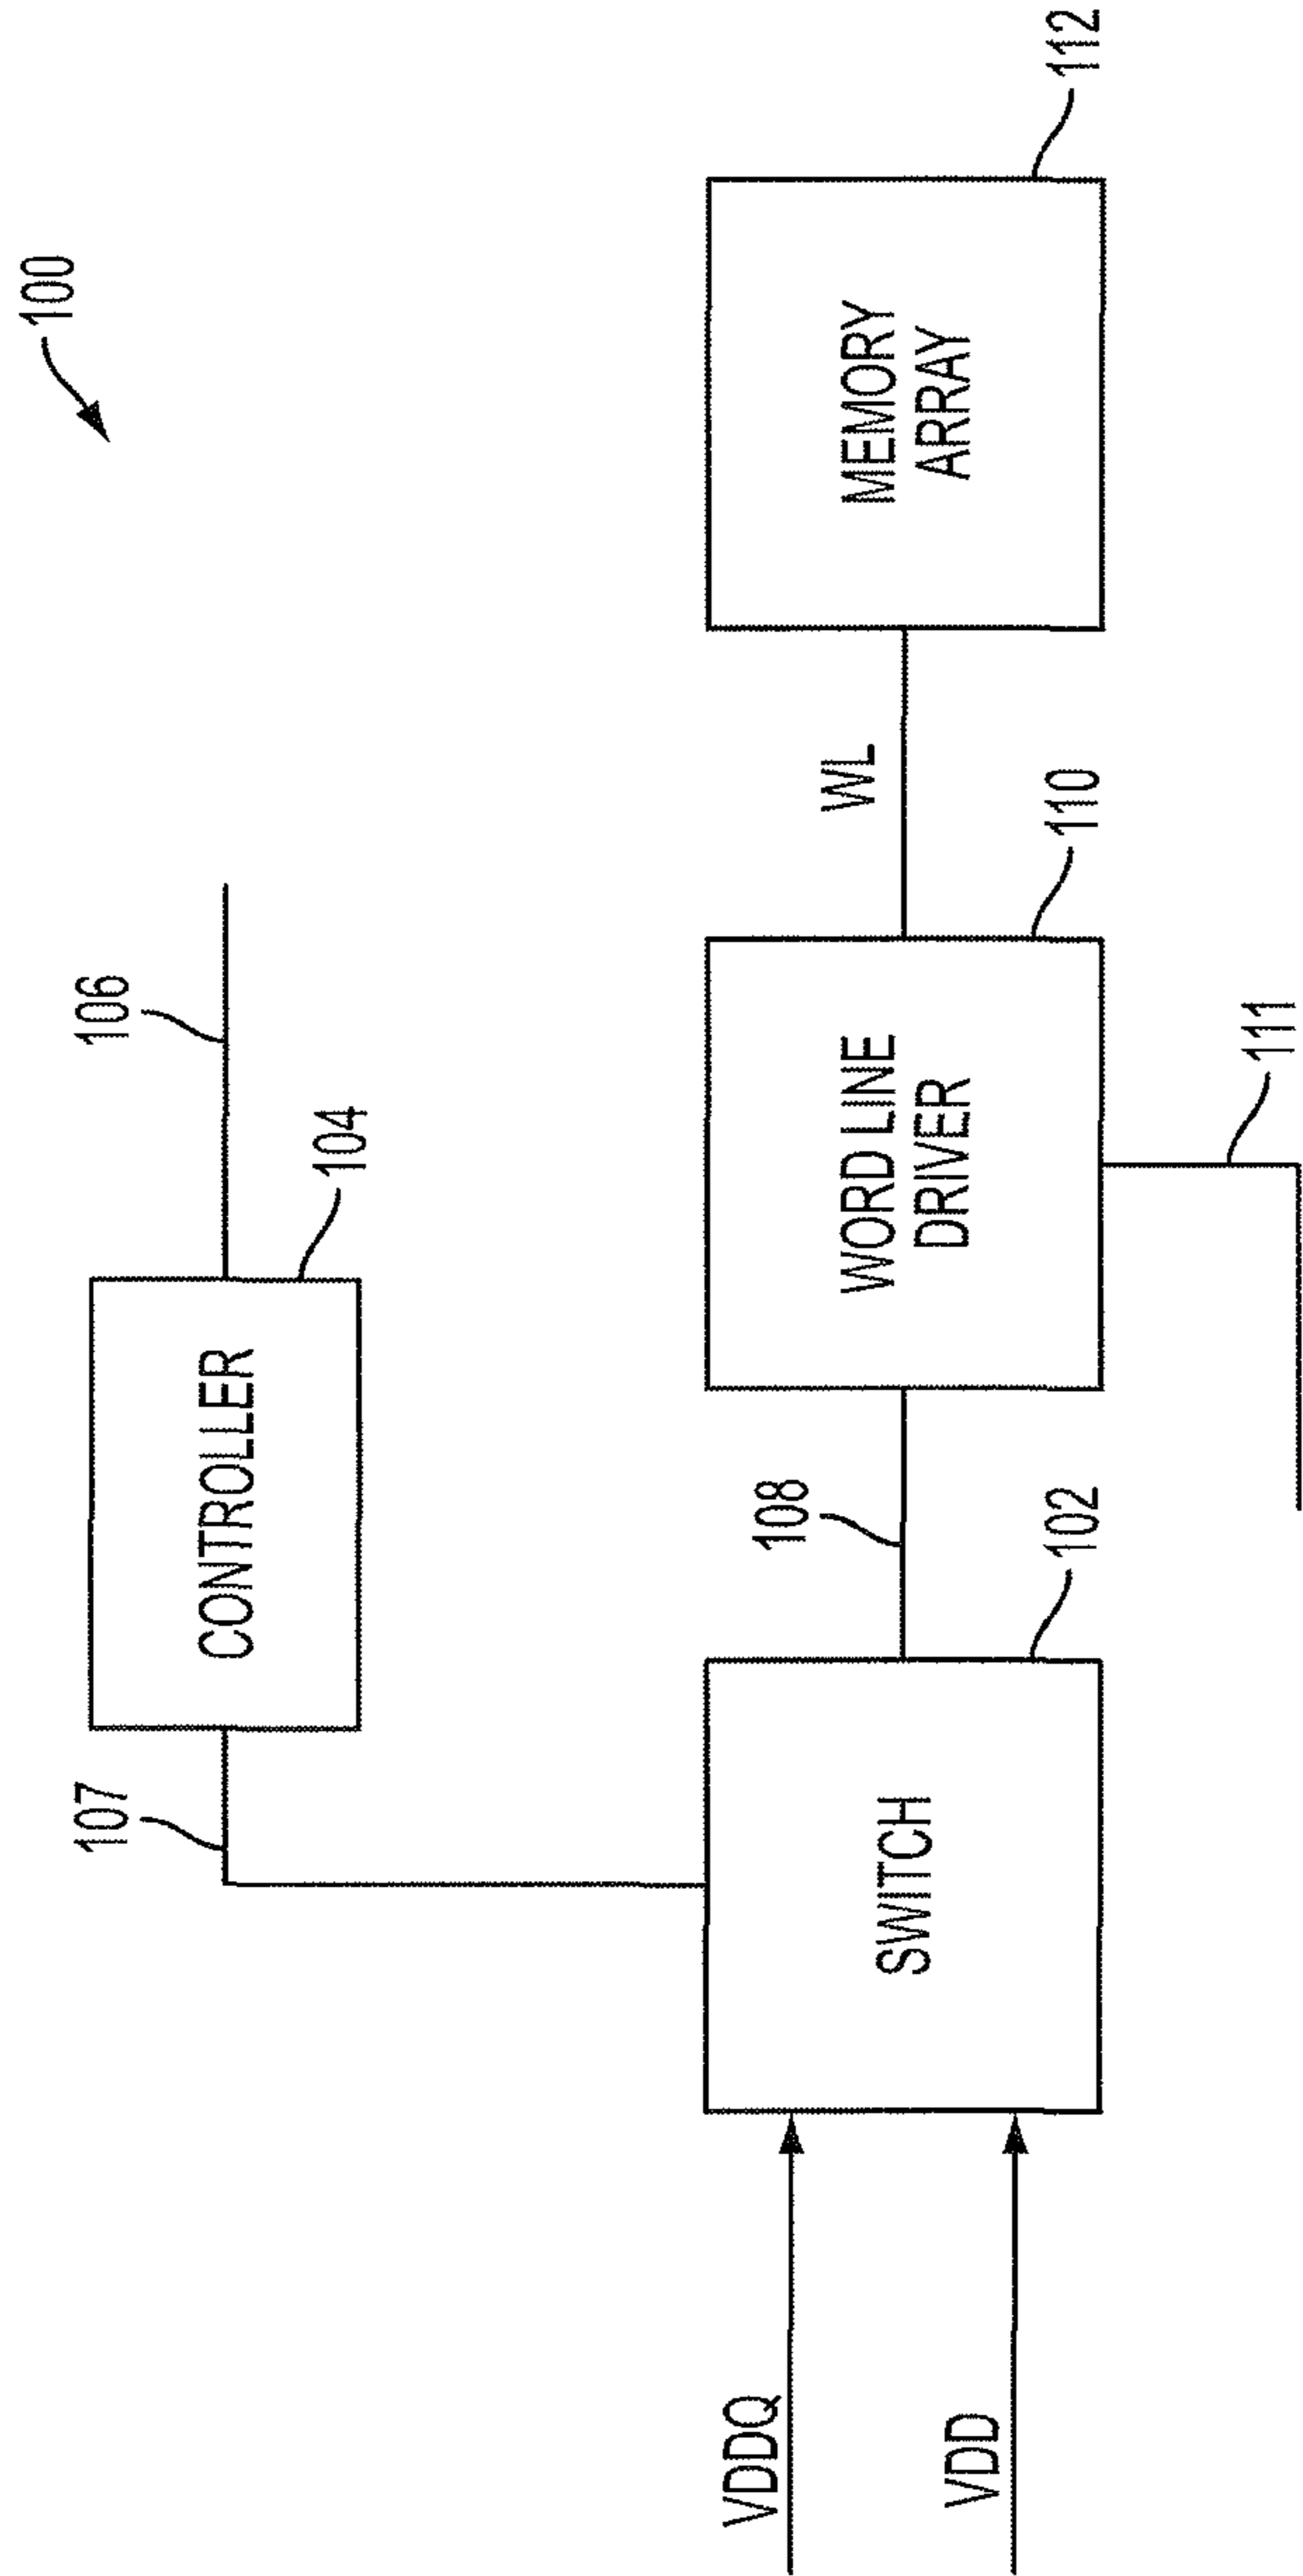 100
106
104
CONTROLLER
107
112
MEMORY
ARRAY
WL
110
WORD LINE
DRIVER
111
108
102
SWITCH
VDDQ
VDD